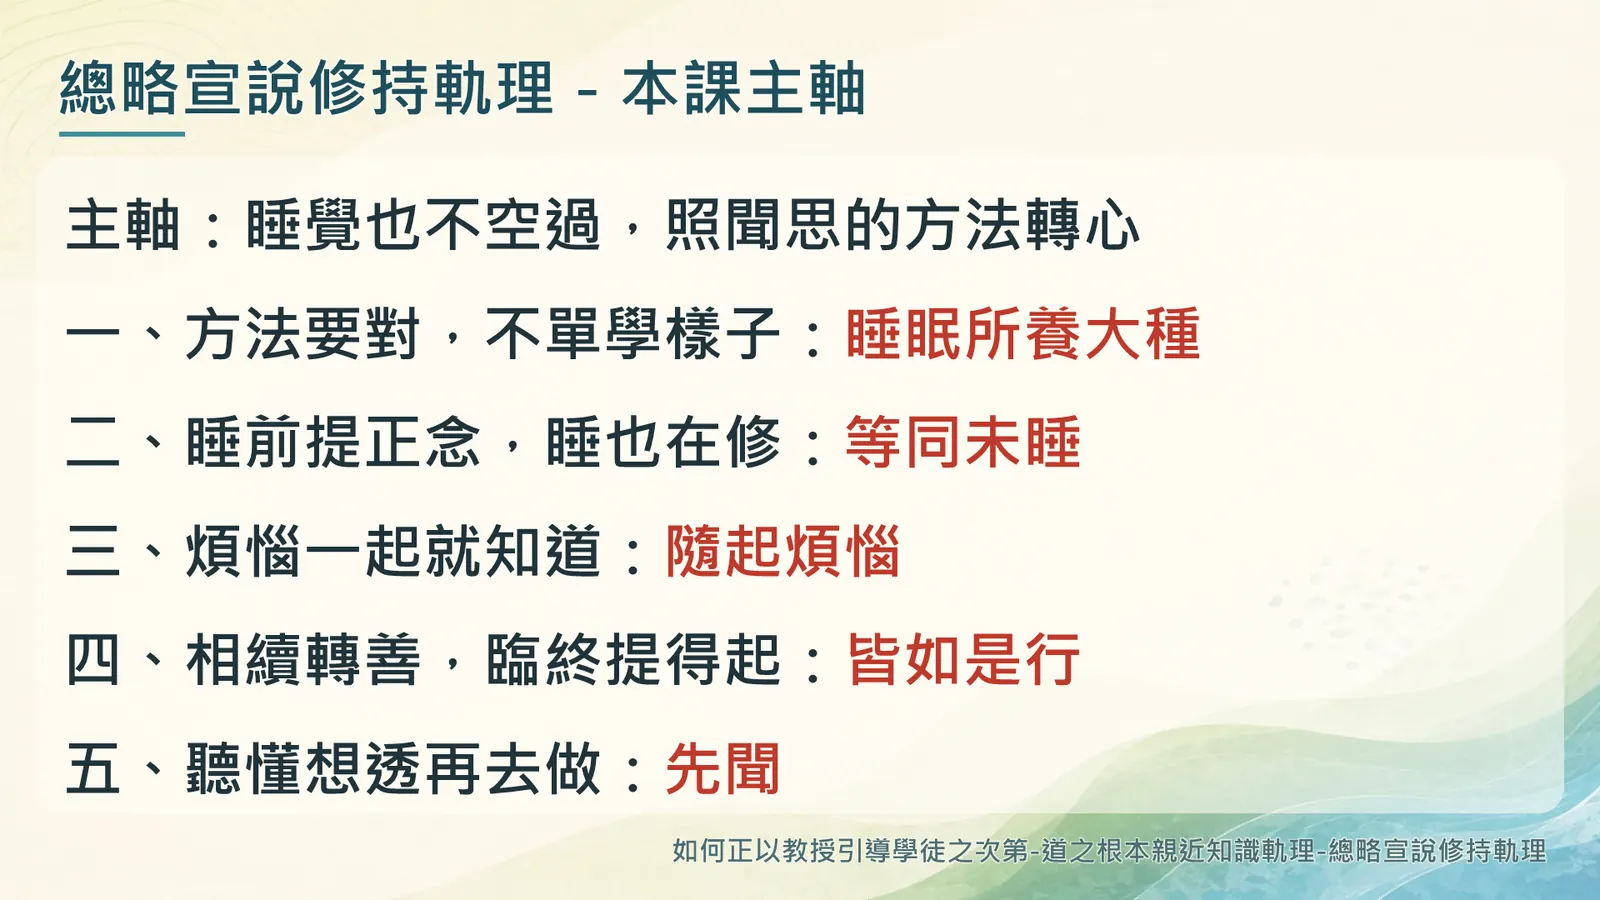 總略宣說修持軌理 - 本課主軸
主軸：睡覺也不空過，照聞思的方法轉心
一、方法要對，不單學樣子：睡眠所養大種
二、睡前提正念，睡也在修：等同未睡
三、煩惱一起就知道：隨起煩惱
四、相續轉善，臨終提得起：皆如是行
五、聽懂想透再去做：先聞
如何正以教授引導學徒之次第-道之根本親近知識軌理-總略宣說修持軌理